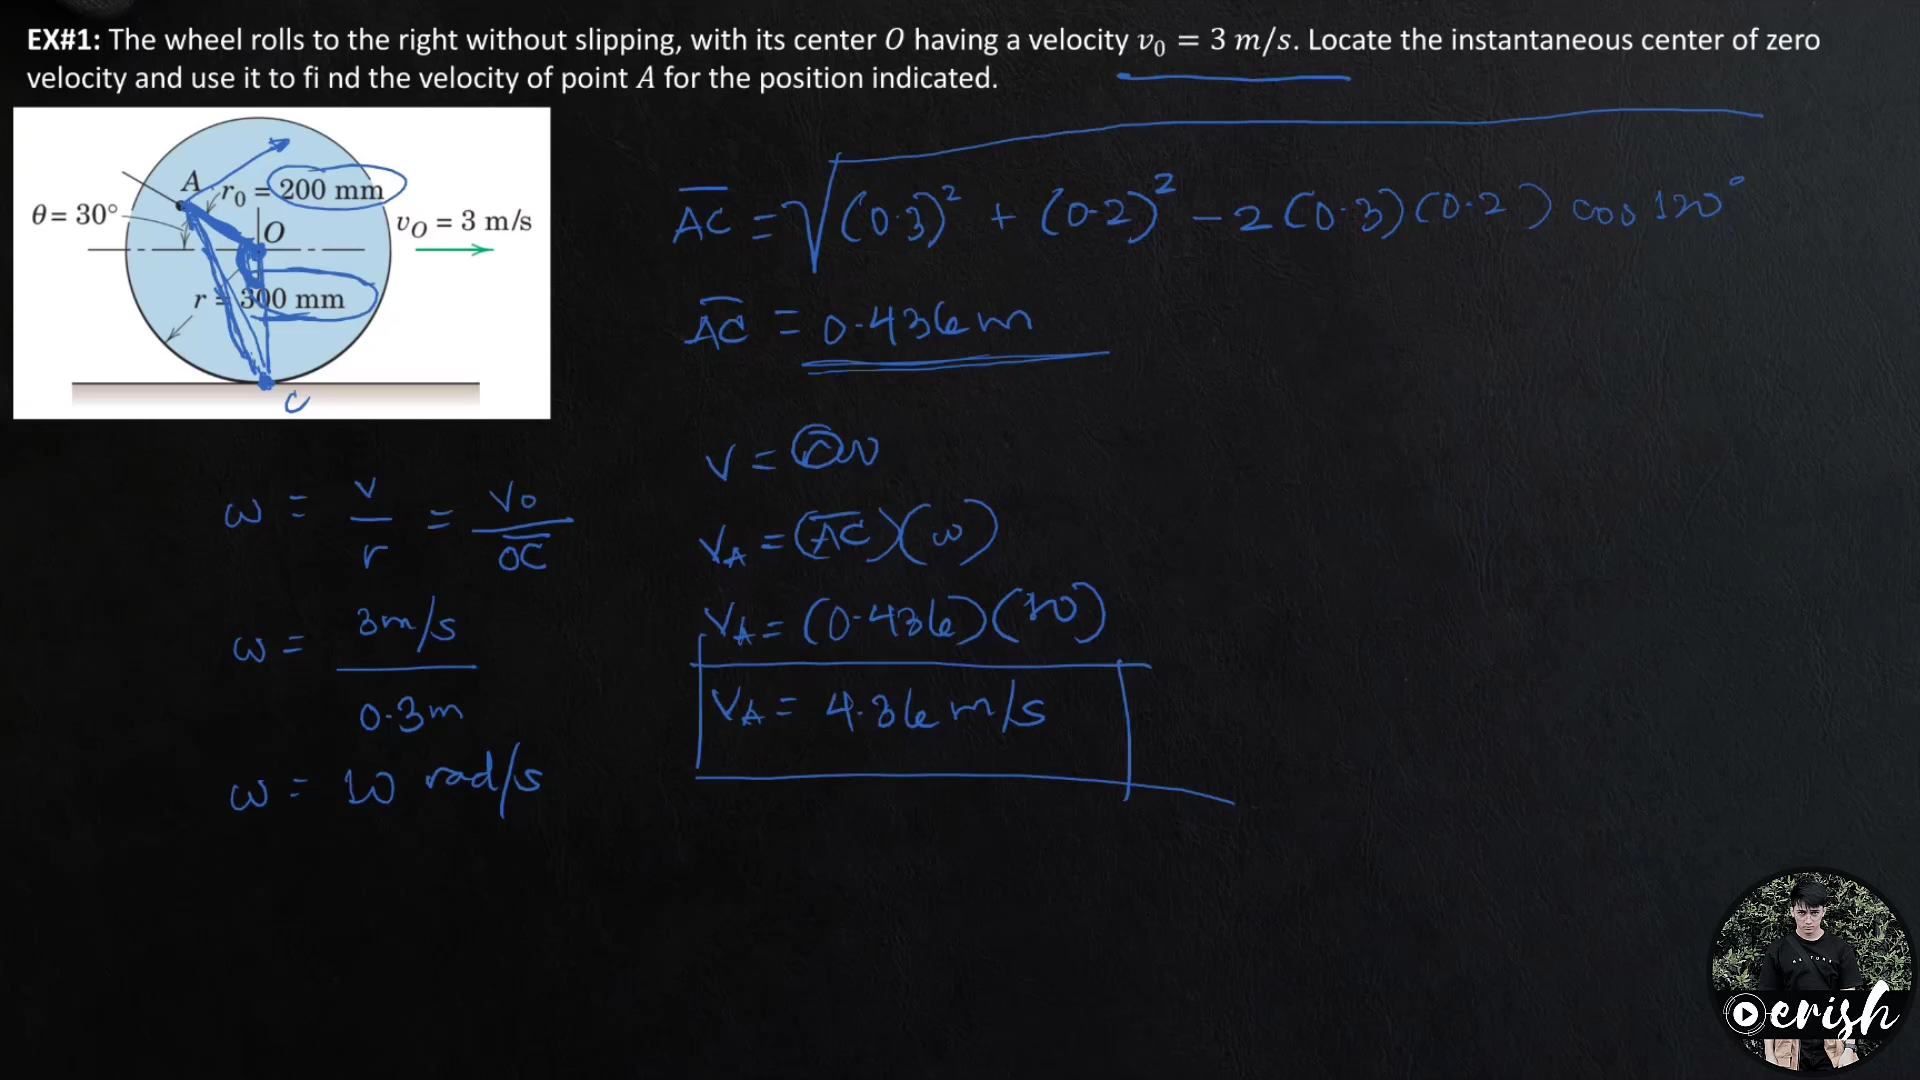 EX#1: The wheel rolls to the right without slipping, with its center O having a velocity v₀ = 3 m/s. Locate the instantaneous center of zero
velocity and use it to fi nd the velocity of point A for the position indicated.
A
r₀ = 200 mm
θ = 30°
O
v_O = 3 m/s
r = 300 mm
C
AC = √(0.3)² + (0.2)² - 2(0.3)(0.2) cos 120°
AC = 0.436 m
ω = v/r = v₀/OC
ω = 3m/s / 0.3m
ω = 10 rad/s
V = rω
V_A = (AC)(ω)
V_A = (0.436)(10)
V_A = 4.36 m/s
erish